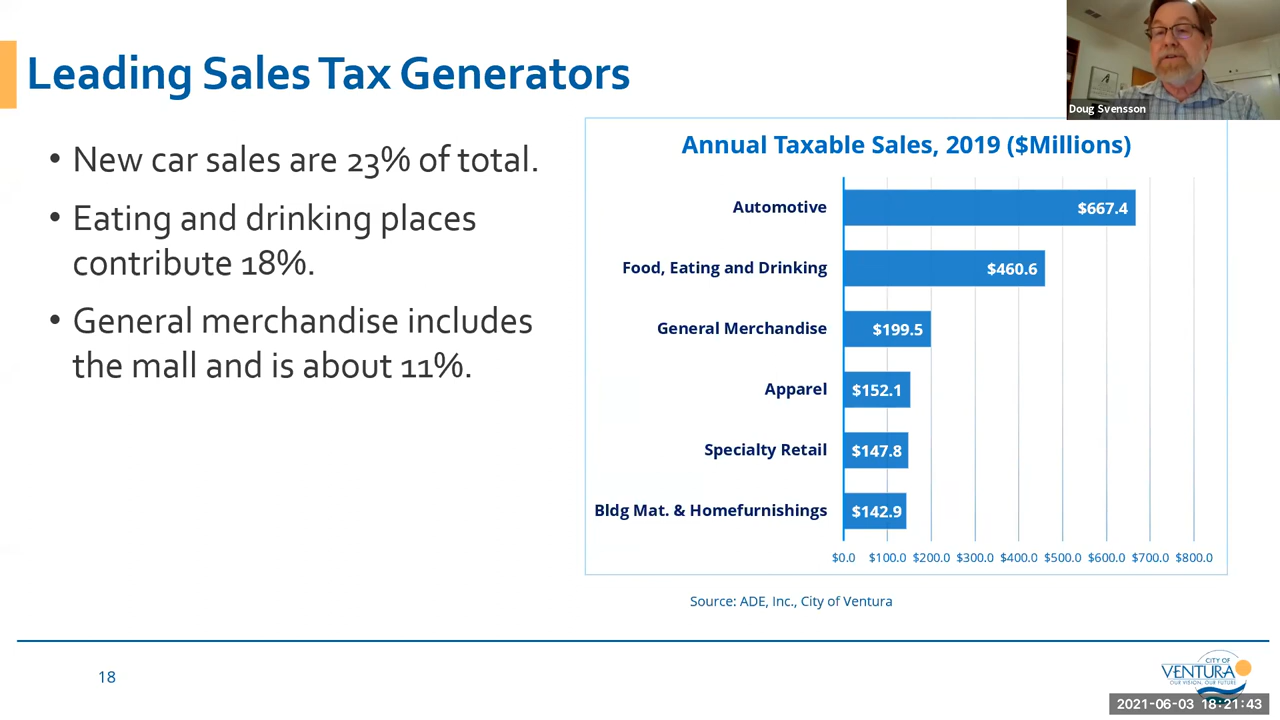 Leading Sales Tax Generators
Doug Svensson
• New car sales are 23% of total.
• Eating and drinking places
contribute 18%.
• General merchandise includes
the mall and is about 11%.
Annual Taxable Sales, 2019 ($Millions)
Automotive $667.4
Food, Eating and Drinking $460.6
General Merchandise $199.5
Apparel $152.1
Specialty Retail $147.8
Bldg Mat. & Homefurnishings $142.9
$0.0 $100.0 $200.0 $300.0 $400.0 $500.0 $600.0 $700.0 $800.0
Source: ADE, Inc., City of Ventura
18
CITY OF
VENTURA
OUR VISION. OUR FUTURE
2021-06-03 18:21:43